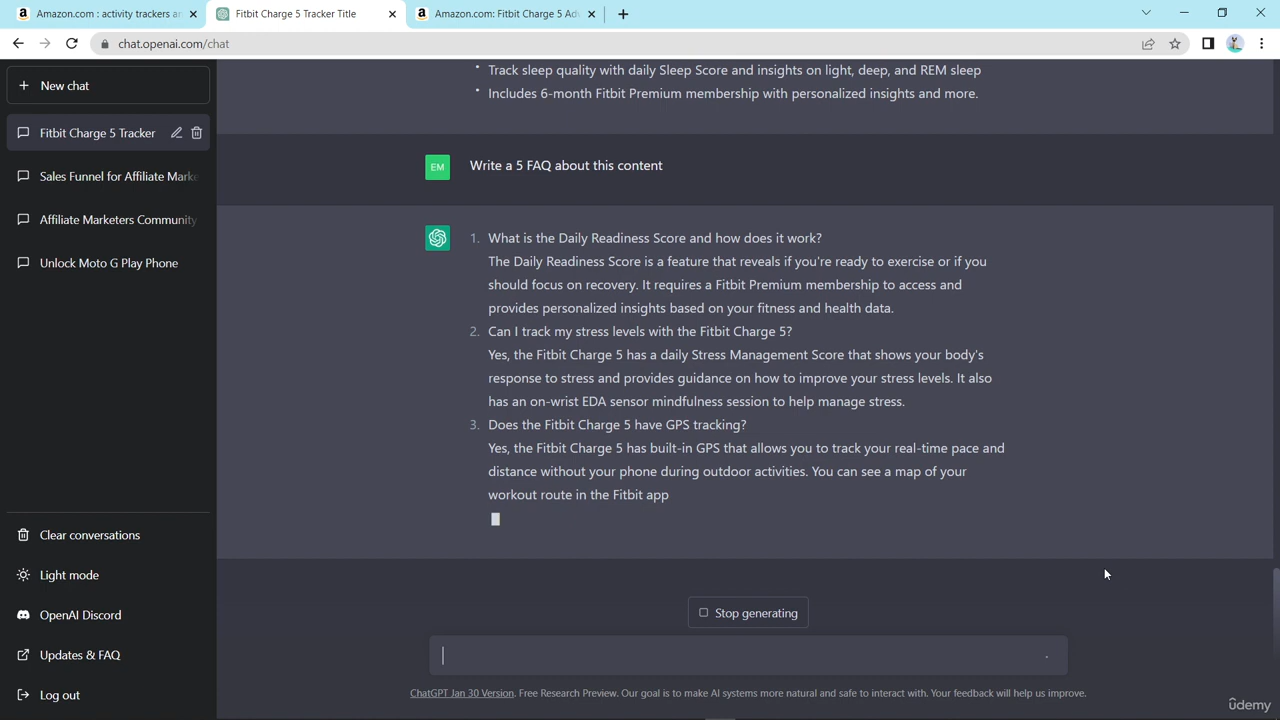 Amazon.com : activity trackers an
Fitbit Charge 5 Tracker Title
Amazon.com: Fitbit Charge 5 Adv
chat.openai.com/chat
New chat
Fitbit Charge 5 Tracker
Sales Funnel for Affiliate Marke
Affiliate Marketers Community
Unlock Moto G Play Phone
Clear conversations
Light mode
OpenAI Discord
Updates & FAQ
Log out
• Track sleep quality with daily Sleep Score and insights on light, deep, and REM sleep
• Includes 6-month Fitbit Premium membership with personalized insights and more.
EM
Write a 5 FAQ about this content
1. What is the Daily Readiness Score and how does it work?
The Daily Readiness Score is a feature that reveals if you're ready to exercise or if you
should focus on recovery. It requires a Fitbit Premium membership to access and
provides personalized insights based on your fitness and health data.
2. Can I track my stress levels with the Fitbit Charge 5?
Yes, the Fitbit Charge 5 has a daily Stress Management Score that shows your body's
response to stress and provides guidance on how to improve your stress levels. It also
has an on-wrist EDA sensor mindfulness session to help manage stress.
3. Does the Fitbit Charge 5 have GPS tracking?
Yes, the Fitbit Charge 5 has built-in GPS that allows you to track your real-time pace and
distance without your phone during outdoor activities. You can see a map of your
workout route in the Fitbit app
Stop generating
ChatGPT Jan 30 Version. Free Research Preview. Our goal is to make AI systems more natural and safe to interact with. Your feedback will help us improve.
ûdemy